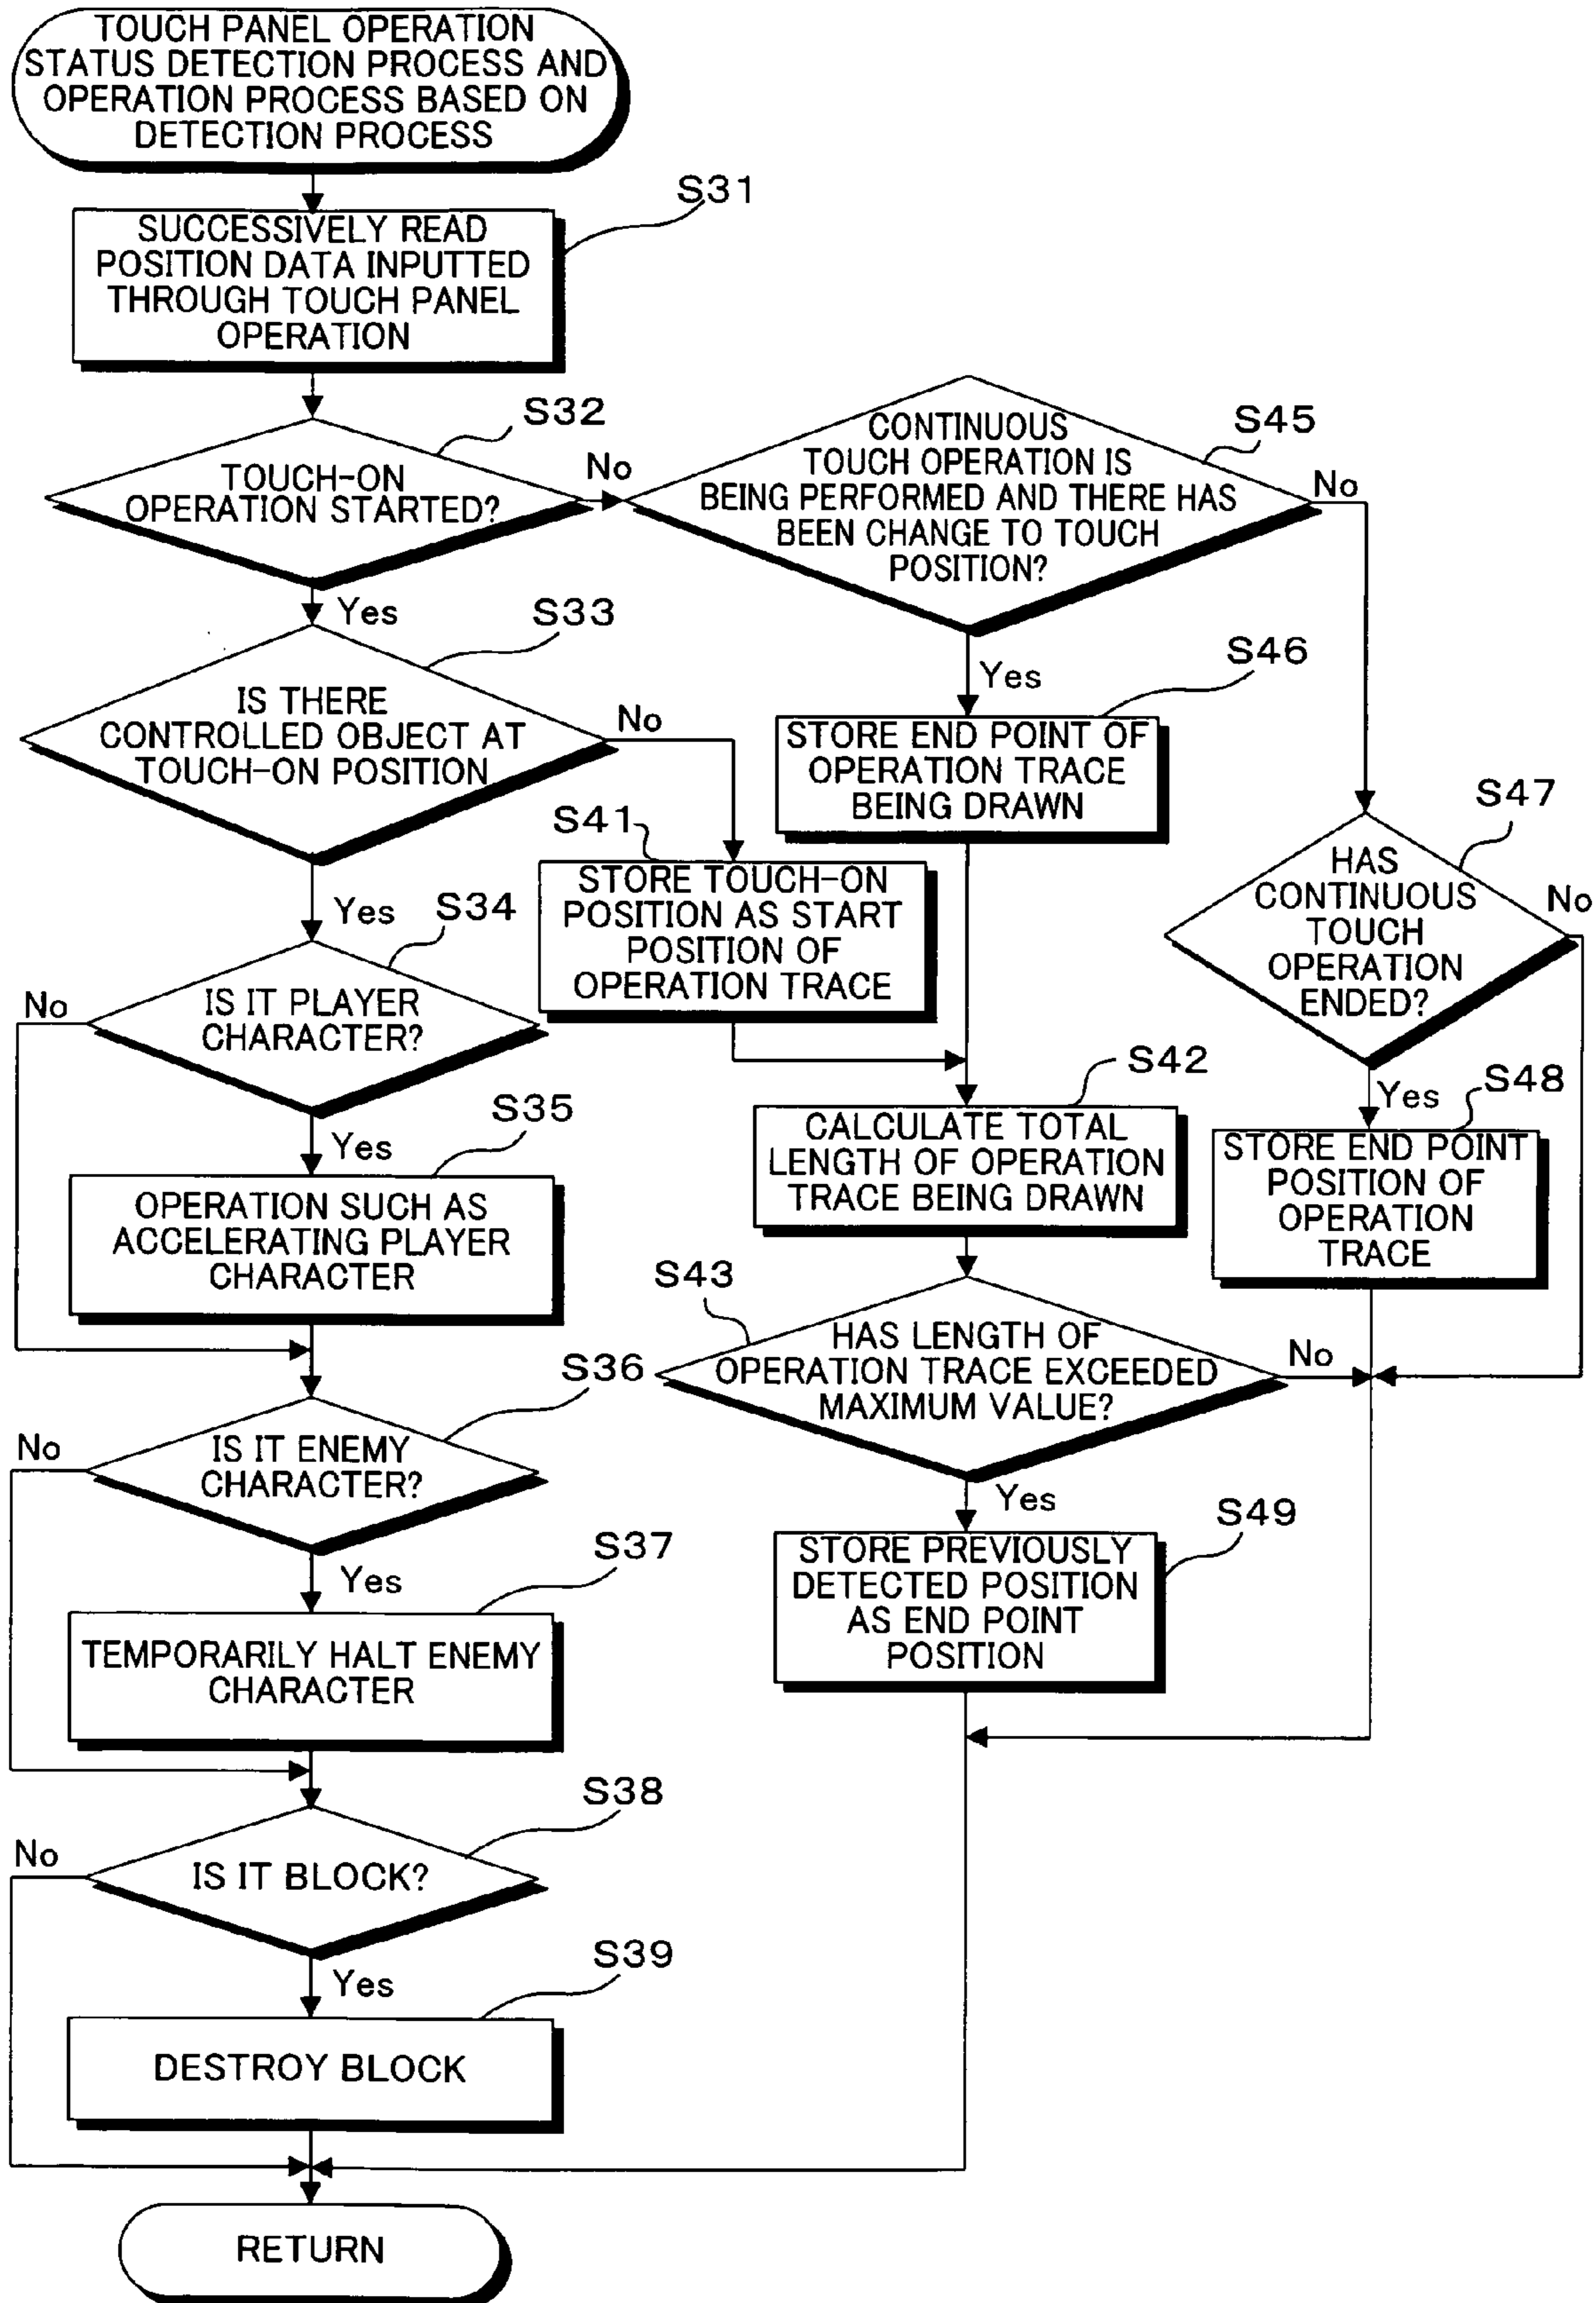 TOUCH PANEL OPERATION
STATUS DETECTION PROCESS AND
OPERATION PROCESS BASED ON
DETECTION PROCESS
S31
SUCCESSIVELY READ
POSITION DATA INPUTTED
THROUGH TOUCH PANEL
OPERATION
S32
TOUCH-ON
OPERATION STARTED?
No
Yes
S33
IS THERE
CONTROLLED OBJECT AT
TOUCH-ON POSITION
No
Yes
S34
IS IT PLAYER
CHARACTER?
No
Yes
S35
OPERATION SUCH AS
ACCELERATING PLAYER
CHARACTER
S36
IS IT ENEMY
CHARACTER?
No
Yes
S37
TEMPORARILY HALT ENEMY
CHARACTER
S38
IS IT BLOCK?
No
Yes
S39
DESTROY BLOCK
RETURN
S41
STORE TOUCH-ON
POSITION AS START
POSITION OF
OPERATION TRACE
S45
CONTINUOUS
TOUCH OPERATION IS
BEING PERFORMED AND THERE HAS
BEEN CHANGE TO TOUCH
POSITION?
No
Yes
S46
STORE END POINT OF
OPERATION TRACE
BEING DRAWN
S42
CALCULATE TOTAL
LENGTH OF OPERATION
TRACE BEING DRAWN
S43
HAS LENGTH OF
OPERATION TRACE EXCEEDED
MAXIMUM VALUE?
No
Yes
S49
STORE PREVIOUSLY
DETECTED POSITION
AS END POINT
POSITION
S47
HAS
CONTINUOUS
TOUCH
OPERATION
ENDED?
No
Yes
S48
STORE END POINT
POSITION OF
OPERATION
TRACE